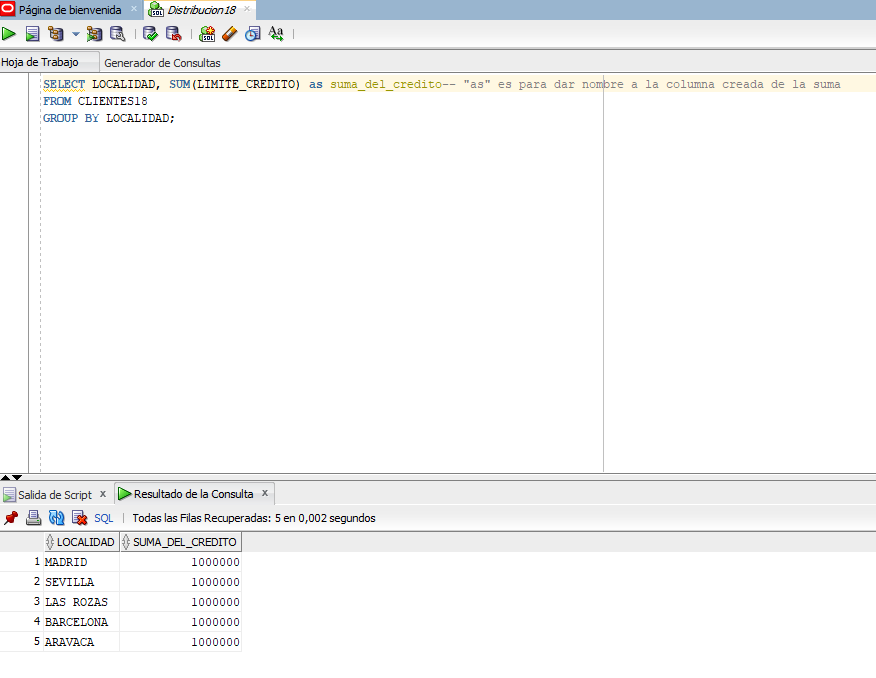 Página de bienvenida × Distribucion18 ×
Hoja de Trabajo Generador de Consultas
SELECT LOCALIDAD, SUM(LIMITE_CREDITO) as suma_del_credito-- "as" es para dar nombre a la columna creada de la suma
FROM CLIENTES18
GROUP BY LOCALIDAD;
Salida de Script x Resultado de la Consulta x
SQL | Todas las Filas Recuperadas: 5 en 0,002 segundos
LOCALIDAD SUMA_DEL_CREDITO
1 MADRID 1000000
2 SEVILLA 1000000
3 LAS ROZAS 1000000
4 BARCELONA 1000000
5 ARAVACA 1000000